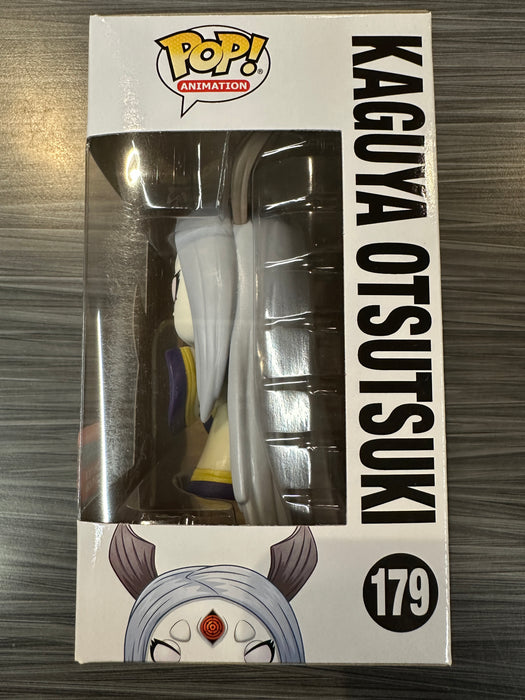 POP!®
ANIMATION
KAGUYA OTSUTSUKI
179